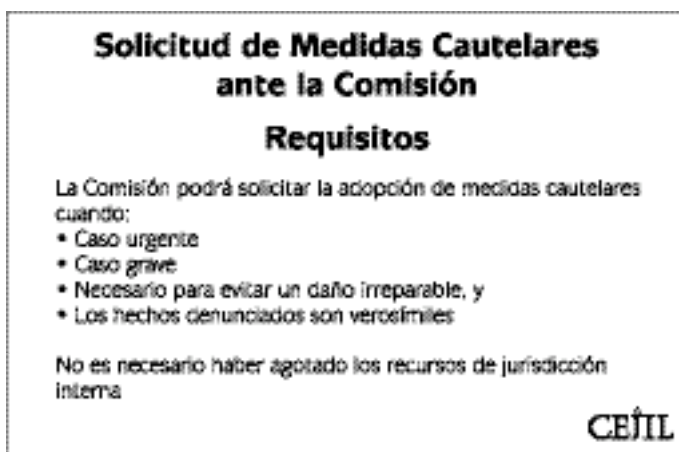 Solicitud de Medidas Cautelares
ante la Comisión
Requisitos
La Comisión podrá solicitar la adopción de medidas cautelares
cuando:
• Caso urgente
• Caso grave
• Necesario para evitar un daño irreparable, y
• Los hechos denunciados son verosímiles
No es necesario haber agotado los recursos de jurisdicción
interna
CEJIL